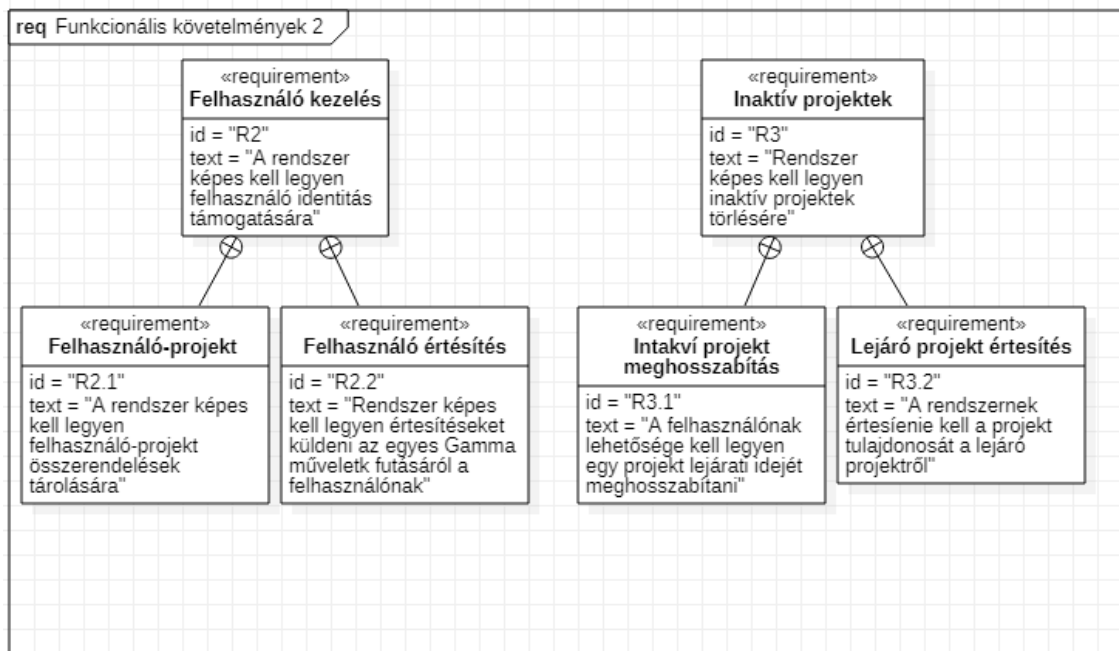 req Funkcionális követelmények 2
«requirement»
Felhasználó kezelés
id = "R2"
text = "A rendszer
képes kell legyen
felhasználó identitás
támogatására"
«requirement»
Inaktív projektek
id = "R3"
text = "Rendszer
képes kell legyen
inaktív projektek
törlésére"
«requirement»
Felhasználó-projekt
id = "R2.1"
text = "A rendszer képes
kell legyen
felhasználó-projekt
összerendelések
tárolására"
«requirement»
Felhasználó értésítés
id = "R2.2"
text = "Rendszer képes
kell legyen értesítéseket
küldeni az egyes Gamma
műveletk futásáról a
felhasználónak"
«requirement»
Intakví projekt
meghosszabítás
id = "R3.1"
text = "A felhasználónak
lehetősége kell legyen
egy projekt lejárati idejét
meghosszabítani"
«requirement»
Lejáró projekt értesítés
id = "R3.2"
text = "A rendszernek
értesíenie kell a projekt
tulajdonosát a lejáró
projektről"